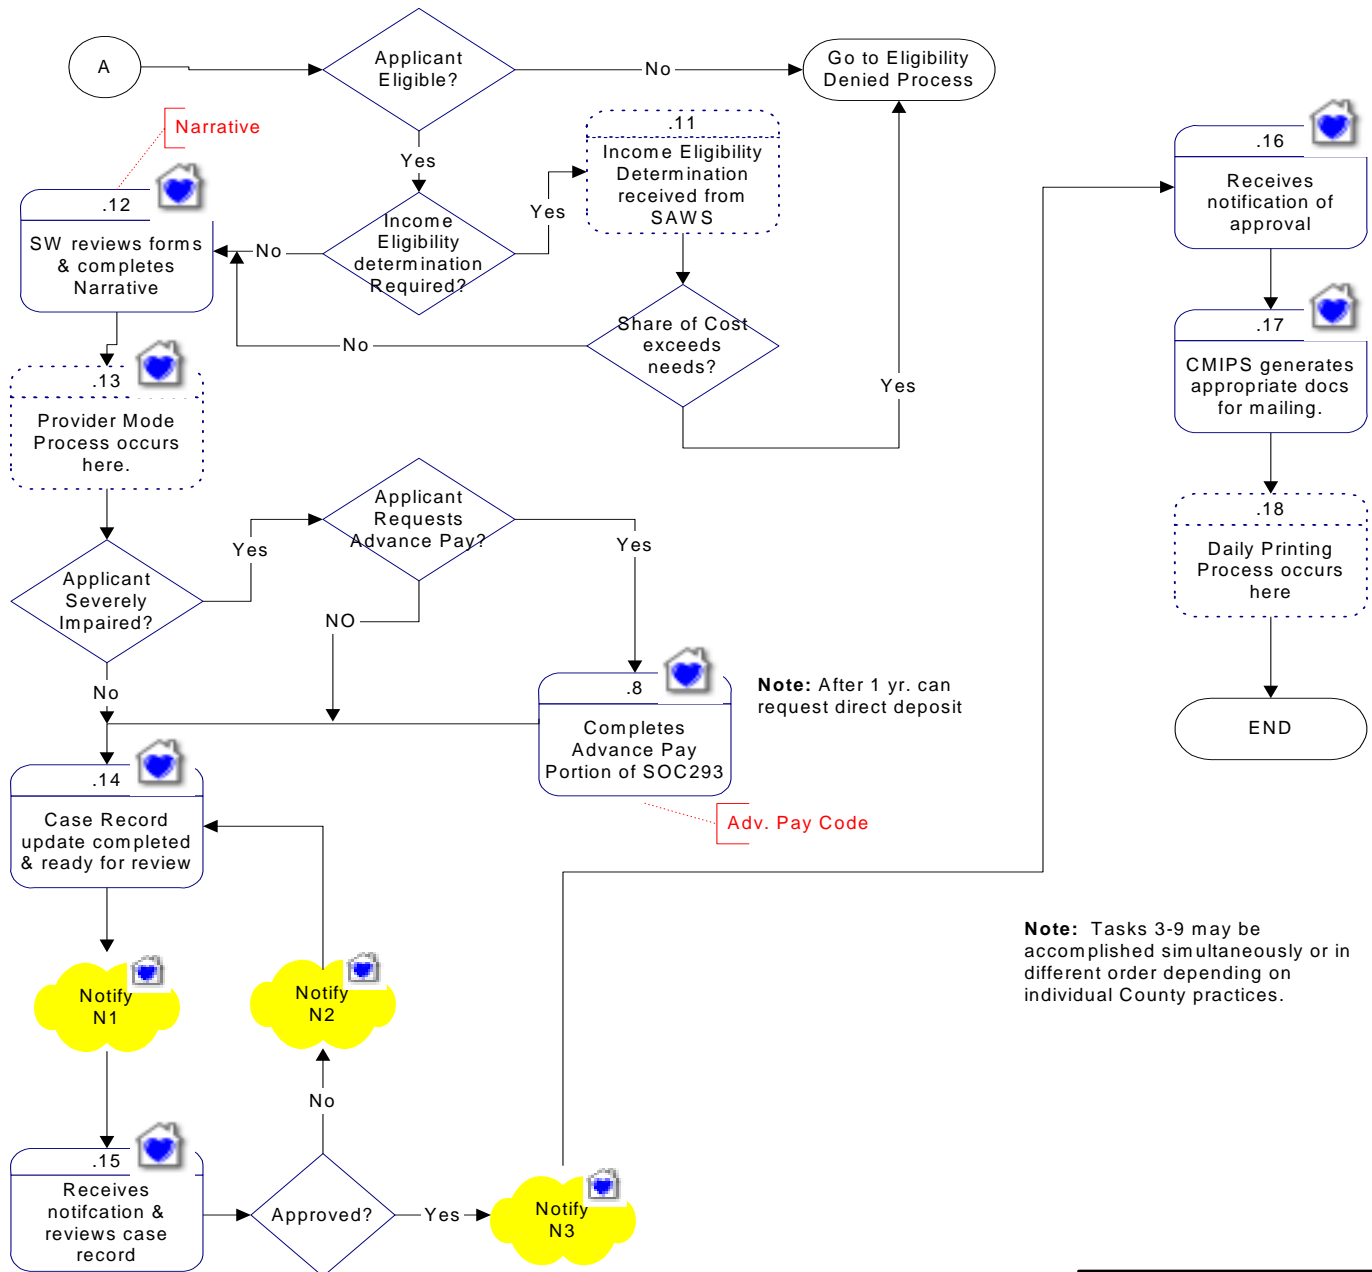 A
Applicant
Eligible?
No
Go to Eligibility
Denied Process
Yes
Narrative
.12
SW reviews forms
& completes
Narrative
No
Income
Eligibility
determination
Required?
Yes
.11
Income Eligibility
Determination
received from
SAWS
Share of Cost
exceeds
needs?
No
Yes
.13
Provider Mode
Process occurs
here.
Applicant
Severely
Impaired?
Yes
No
Applicant
Requests
Advance Pay?
Yes
NO
.8
Completes
Advance Pay
Portion of SOC293
Note: After 1 yr. can
request direct deposit
Adv. Pay Code
.14
Case Record
update completed
& ready for review
Notify
N1
Notify
N2
No
.15
Receives
notifcation &
reviews case
record
Approved?
Yes
Notify
N3
.16
Receives
notification of
approval
.17
CMIPS generates
appropriate docs
for mailing.
.18
Daily Printing
Process occurs
here
END
Note: Tasks 3-9 may be
accomplished simultaneously or in
different order depending on
individual County practices.